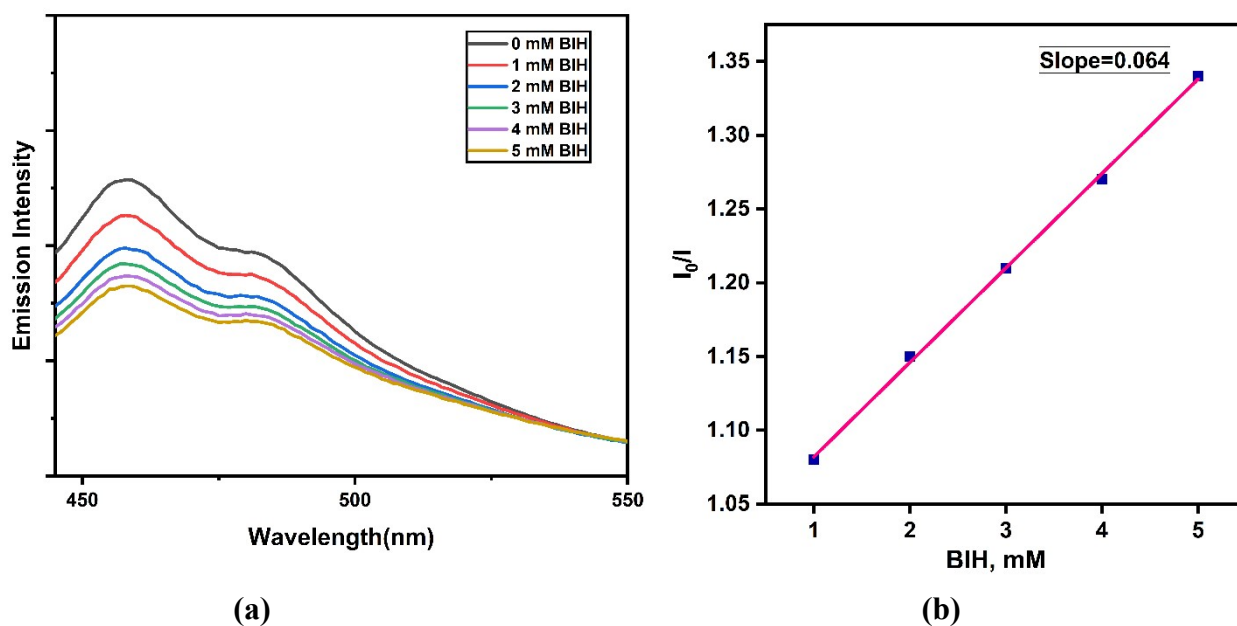 0 mM BIH
1 mM BIH
2 mM BIH
3 mM BIH
4 mM BIH
5 mM BIH
Emission Intensity
450
500
550
Wavelength(nm)
(a)
Slope=0.064
I₀/I
1.35
1.30
1.25
1.20
1.15
1.10
1.05
1
2
3
4
5
BIH, mM
(b)